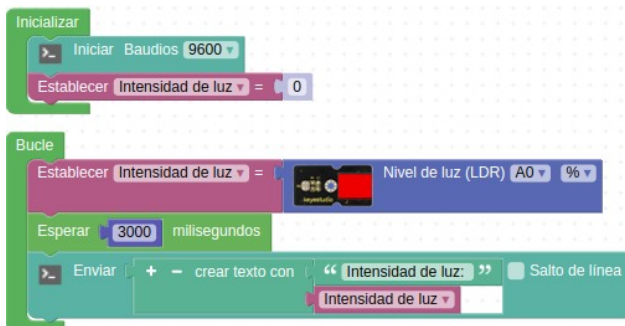 Inicializar
Iniciar Baudios 9600
Establecer Intensidad de luz = 0
Bucle
Establecer Intensidad de luz = keyestudio Nivel de luz (LDR) A0 %
Esperar 3000 milisegundos
Enviar + - crear texto con “ Intensidad de luz: ” Salto de línea
Intensidad de luz